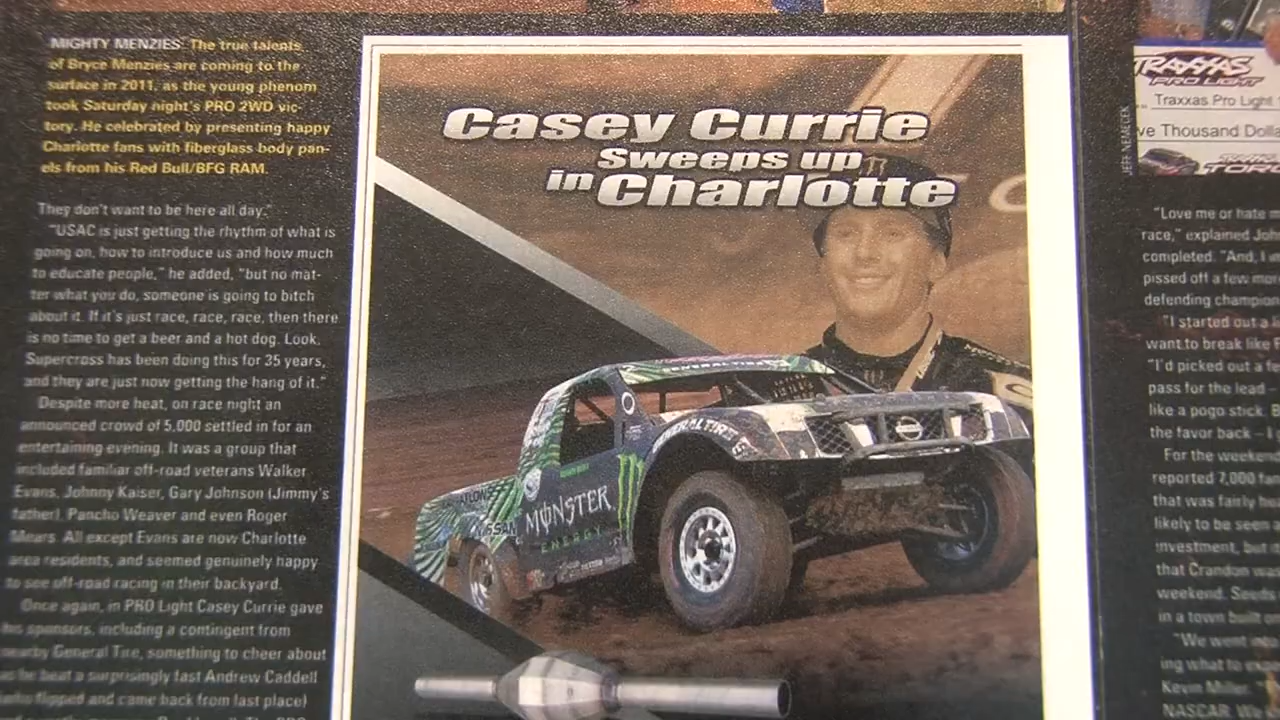 MIGHTY MENZIES: The true talents
of Bryce Menzies are coming to the
surface in 2011, as the young phenom
took Saturday night's PRO 2WD vic-
tory. He celebrated by presenting happy
Charlotte fans with fiberglass body pan-
els from his Red Bull/BFG RAM.
They don't want to be here all day."
"USAC is just getting the rhythm of what is
going on, how to introduce us and how much
to educate people," he added, "but no mat-
ter what you do, someone is going to bitch
about it. If it's just race, race, race, then there
is no time to get a beer and a hot dog. Look,
Supercross has been doing this for 35 years,
and they are just now getting the hang of it."
Despite more heat, on race night an
announced crowd of 5,000 settled in for an
entertaining evening. It was a group that
included familiar off-road veterans Walker
Evans, Johnny Kaiser, Gary Johnson (Jimmy's
father), Pancho Weaver and even Roger
Mears. All except Evans are now Charlotte
area residents, and seemed genuinely happy
to see off-road racing in their backyard.
Once again, in PRO Light Casey Currie gave
his sponsors, including a contingent from
nearby General Tire, something to cheer about
as he beat a surprisingly fast Andrew Caddell
(who flipped and came back from last place)
Casey Currie
Sweeps up
in Charlotte
GENERAL TIRE
MONSTER
ENERGY
NISSAN
JEFF NEMECEK
TRAXXAS
PRO LIGHT
Traxxas Pro Light
ve Thousand Dolla
"Love me or hate m
race," explained Joh
completed. "And, I
pissed off a few mo
defending champion
"I started out a
want to break like
"I'd picked out a fe
pass for the lead –
like a pogo stick.
the favor back – I
For the weekend
reported 7,000 fan
that was fairly he
likely to be seen a
investment, but
that Crandon was
weekend. Seeds
in a town built on
"We went into
ing what to expe
Kevin Miller.
NASCAR. We